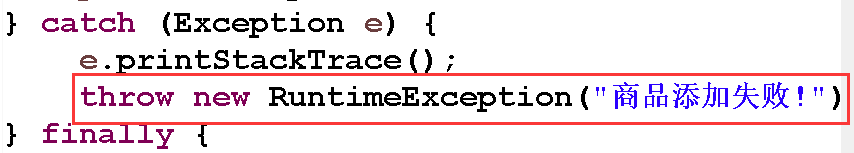 } catch (Exception e) {
e.printStackTrace();
throw new RuntimeException("商品添加失败!")
} finally {